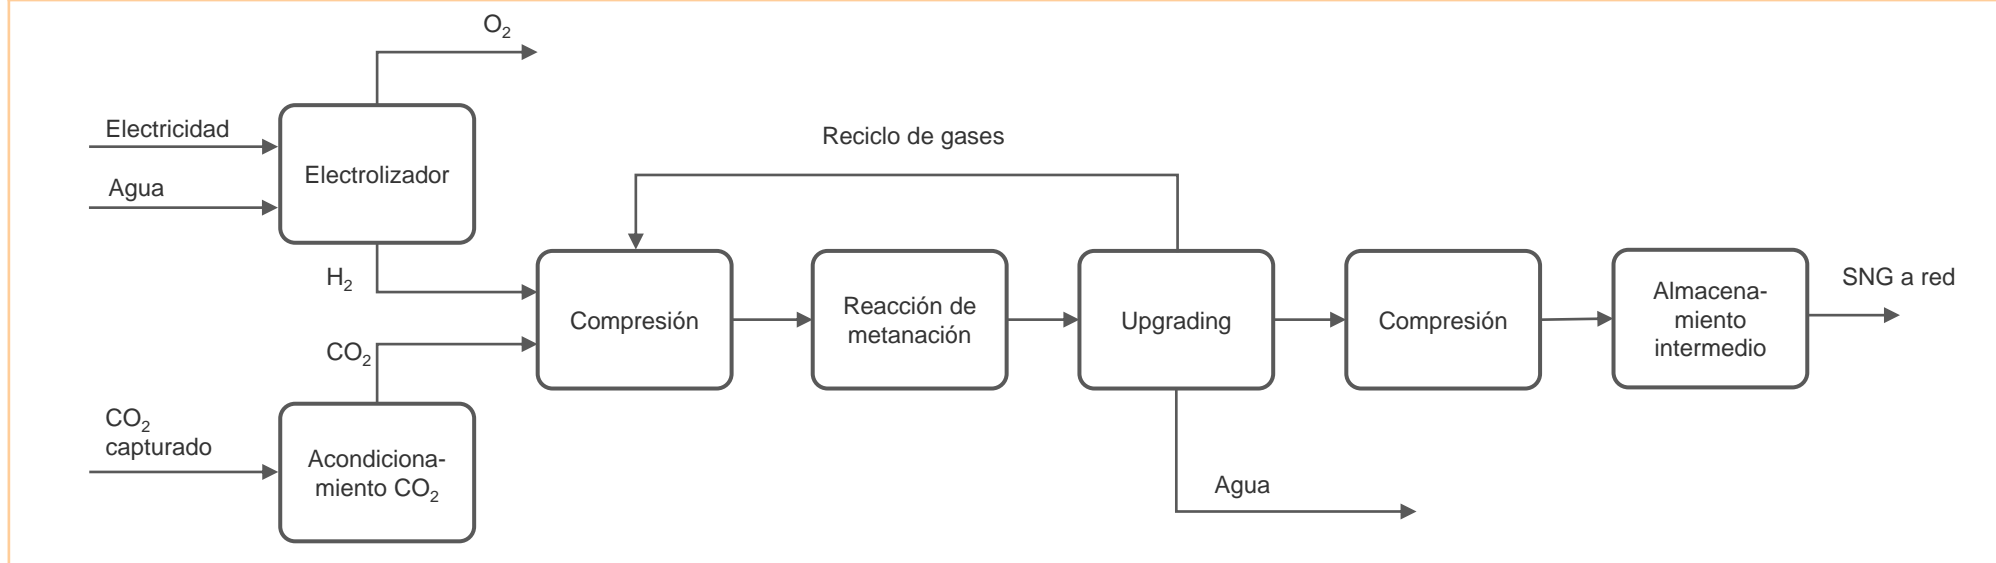 O₂
Electricidad
Agua
Electrolizador
Reciclo de gases
H₂
CO₂
CO₂
capturado
Acondiciona-
miento CO₂
Compresión
Reacción de
metanación
Upgrading
Agua
Compresión
Almacena-
miento
intermedio
SNG a red